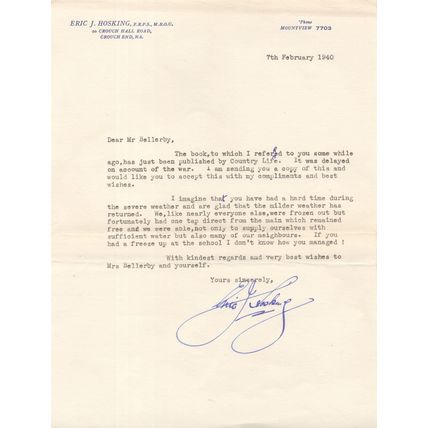 ERIC J. HOSKING, F.R.P.S., M.B.O.U.
20 CROUCH HALL ROAD,
CROUCH END, N8.
'Phone
MOUNTVIEW 7703
7th February 1940
Dear Mr Bellerby,
The book, to which I refered to you some while
ago, has just been published by Country Life. It was delayed
on account of the war. I am sending you a copy of this and
would like you to accept this with my compliments and best
wishes.
I imagine that you have had a hard time during
the severe weather and are glad that the milder weather has
returned. We, like nearly everyone else, were frozen out but
fortunately had one tap direct from the main which remained
free and we were able, not only to supply ourselves with
sufficient water but also many of our neighbours. If you
had a freeze up at the school I don't know how you managed !
With kindest regards and very best wishes to
Mrs Bellerby and yourself.
Yours sincerely,
Eric J. Hosking